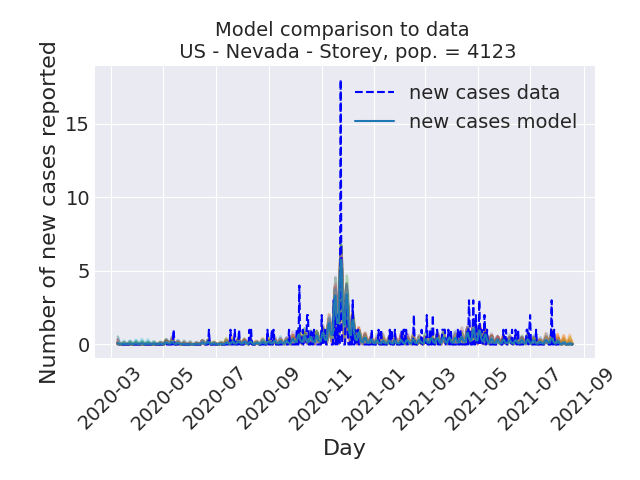 Model comparison to data
US - Nevada - Storey, pop. = 4123
new cases data
new cases model
Number of new cases reported
15
10
5
0
2020-03
2020-05
2020-07
2020-09
2020-11
2021-01
2021-03
2021-05
2021-07
2021-09
Day